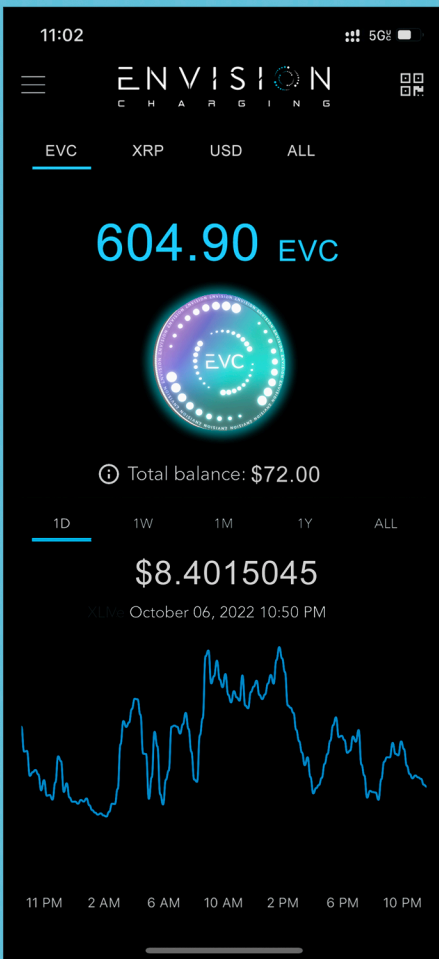 11:02 5GE
ENVISION
CHARGING
EVC XRP USD ALL
604.90 EVC
EVC
Total balance: $72.00
1D 1W 1M 1Y ALL
$8.4015045
XLive October 06, 2022 10:50 PM
11 PM 2 AM 6 AM 10 AM 2 PM 6 PM 10 PM